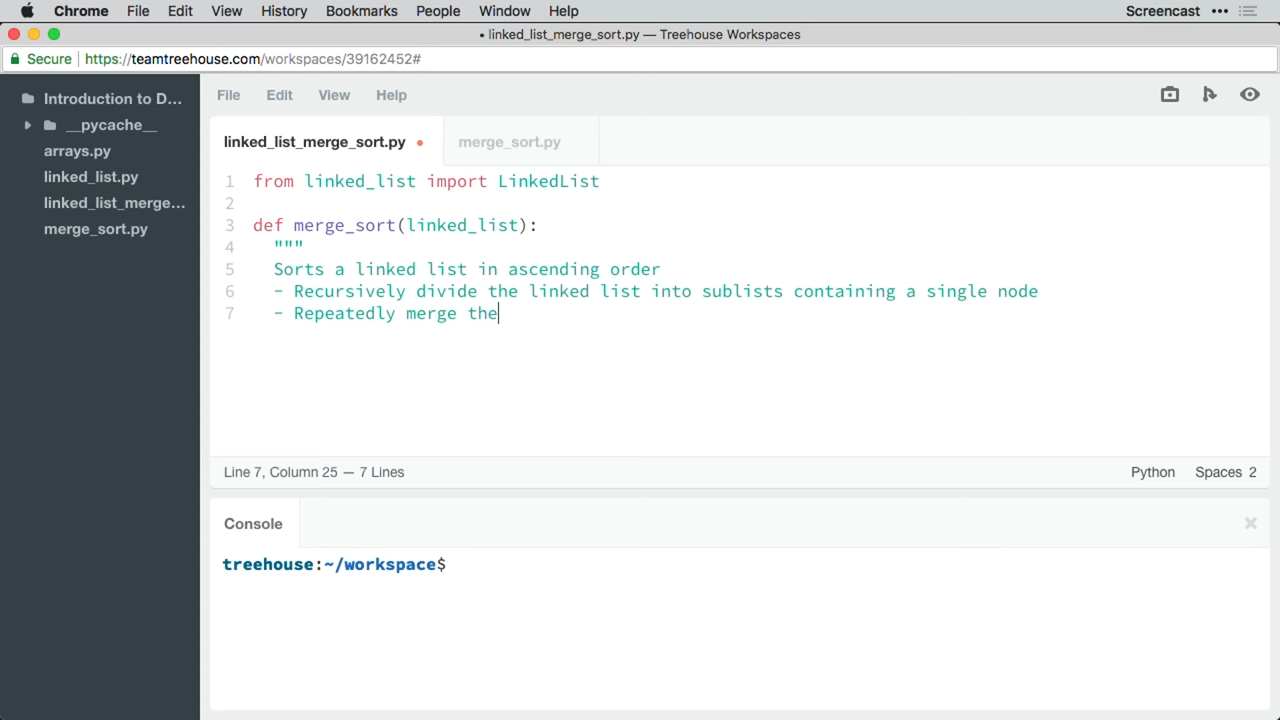 Chrome File Edit View History Bookmarks People Window Help Screencast •••
• linked_list_merge_sort.py — Treehouse Workspaces
Secure https://teamtreehouse.com/workspaces/39162452#
Introduction to D...
__pycache__
arrays.py
linked_list.py
linked_list_merge...
merge_sort.py
File Edit View Help
linked_list_merge_sort.py • merge_sort.py
1 from linked_list import LinkedList
2
3 def merge_sort(linked_list):
4 """
5 Sorts a linked list in ascending order
6 - Recursively divide the linked list into sublists containing a single node
7 - Repeatedly merge the
Line 7, Column 25 — 7 Lines Python Spaces 2
Console
treehouse:~/workspace$